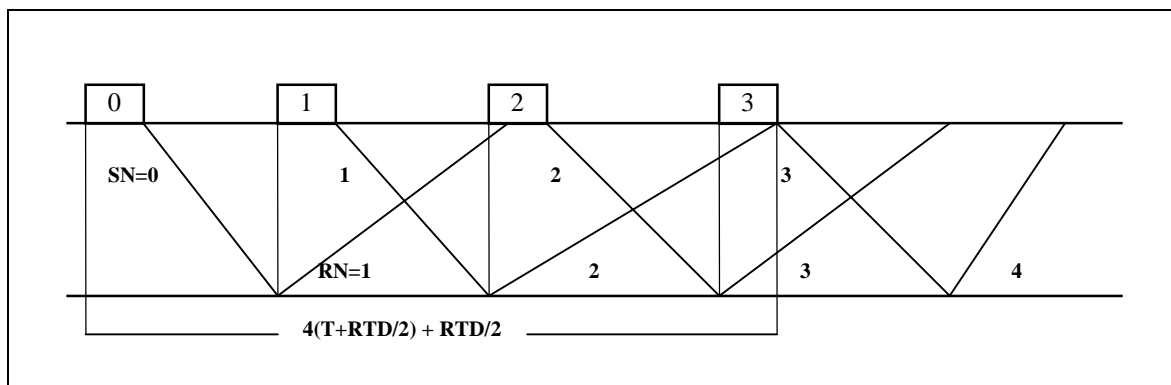 0 1 2 3
SN=0 1 2 3
RN=1 2 3 4
4(T+RTD/2) + RTD/2